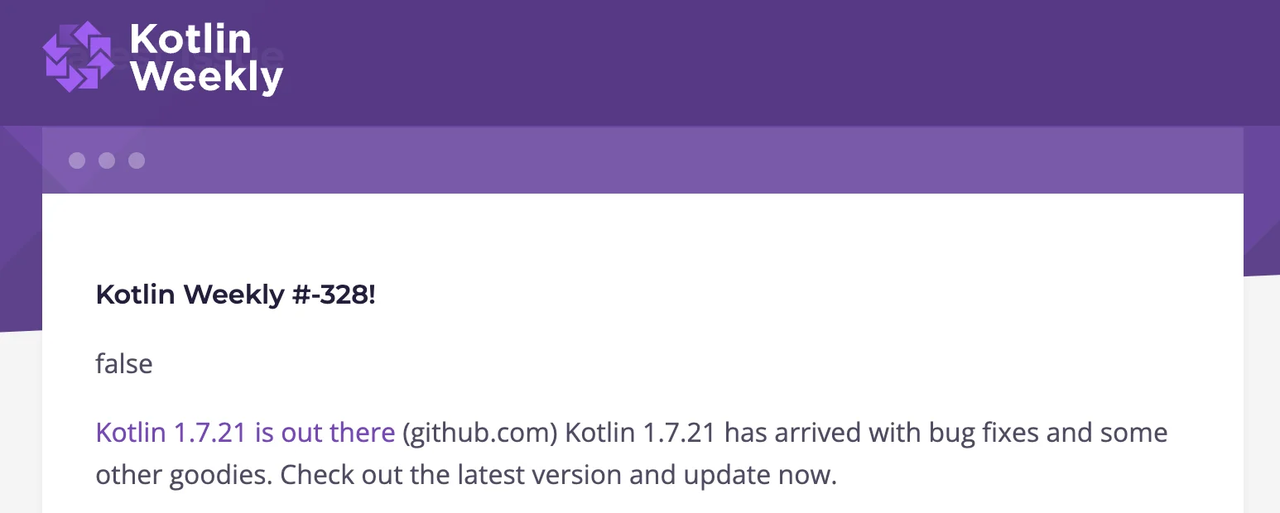 Kotlin
Weekly
Kotlin Weekly #-328!
false
Kotlin 1.7.21 is out there (github.com) Kotlin 1.7.21 has arrived with bug fixes and some
other goodies. Check out the latest version and update now.